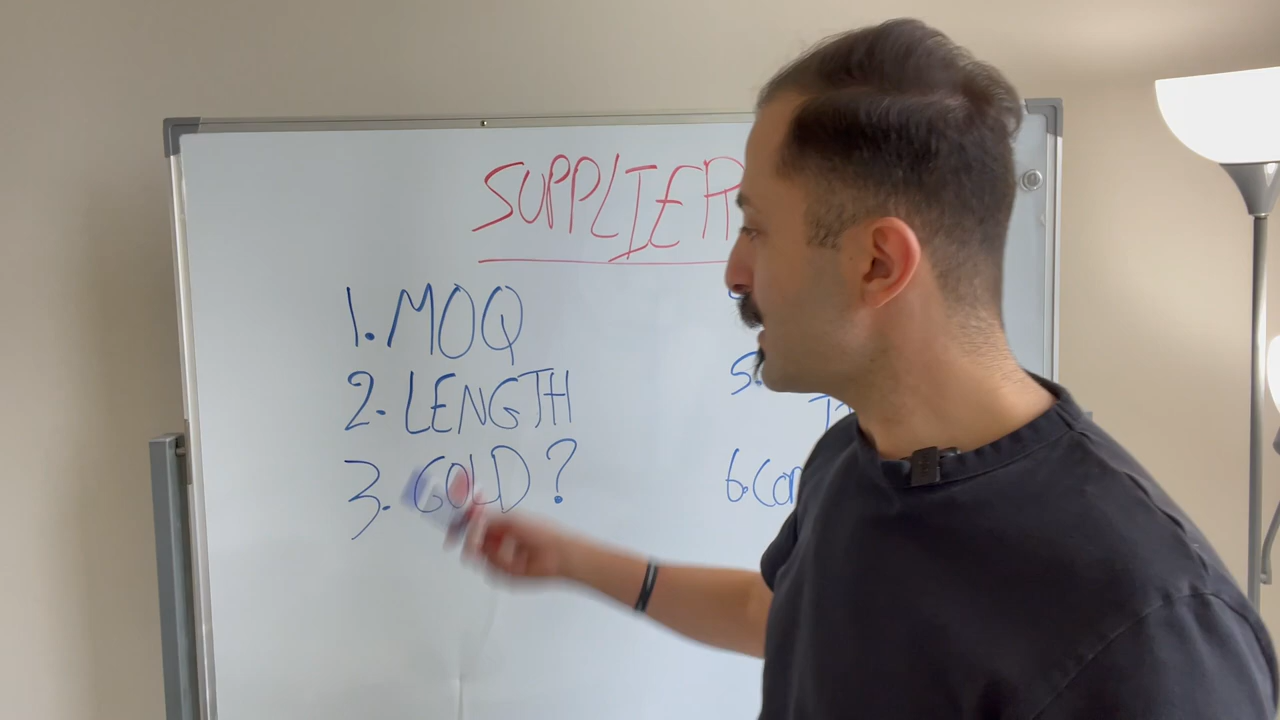 SUPPLIER
1. MOQ
2. LENGTH
3. GOLD?
5.
6. Con